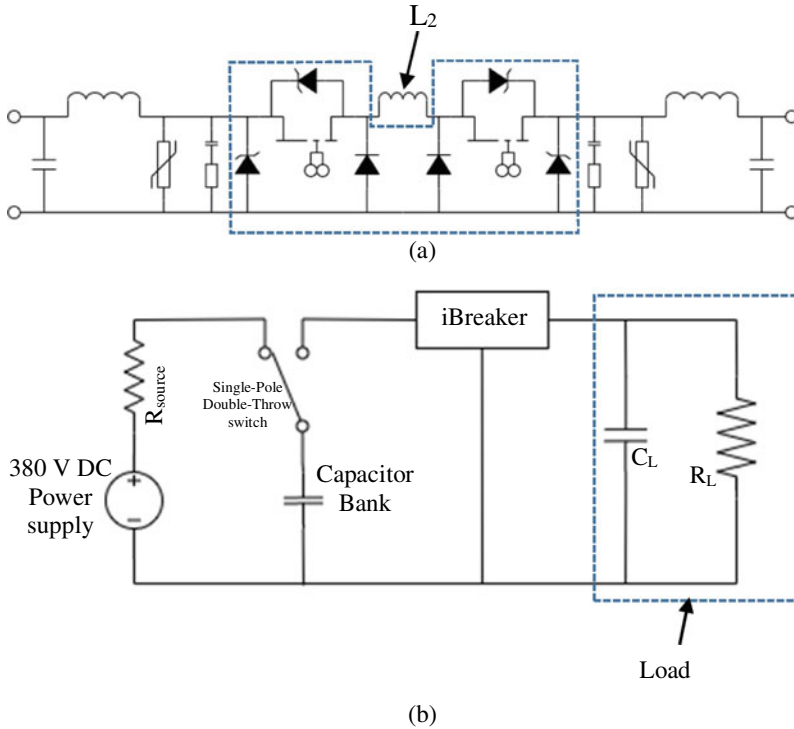 L2
(a)
iBreaker
Rsource
Single-Pole
Double-Throw
switch
380 V DC
Power
supply
+
−
Capacitor
Bank
CL
RL
Load
(b)